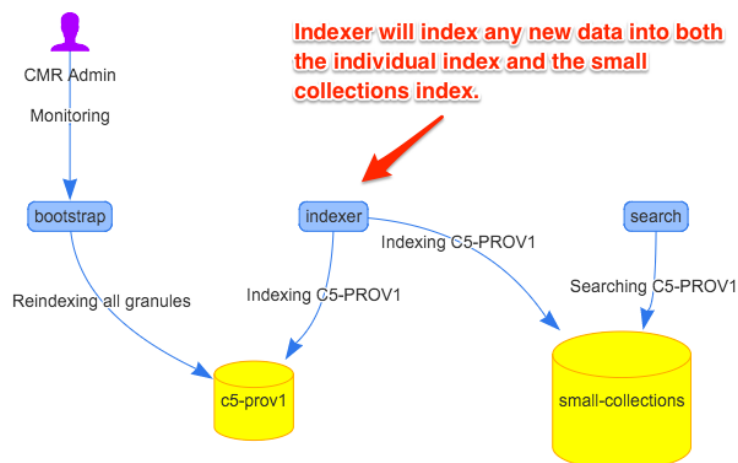 Indexer will index any new data into both
the individual index and the small
collections index.
CMR Admin
Monitoring
bootstrap
indexer
search
Indexing C5-PROV1
Reindexing all granules
Indexing C5-PROV1
Searching C5-PROV1
c5-prov1
small-collections